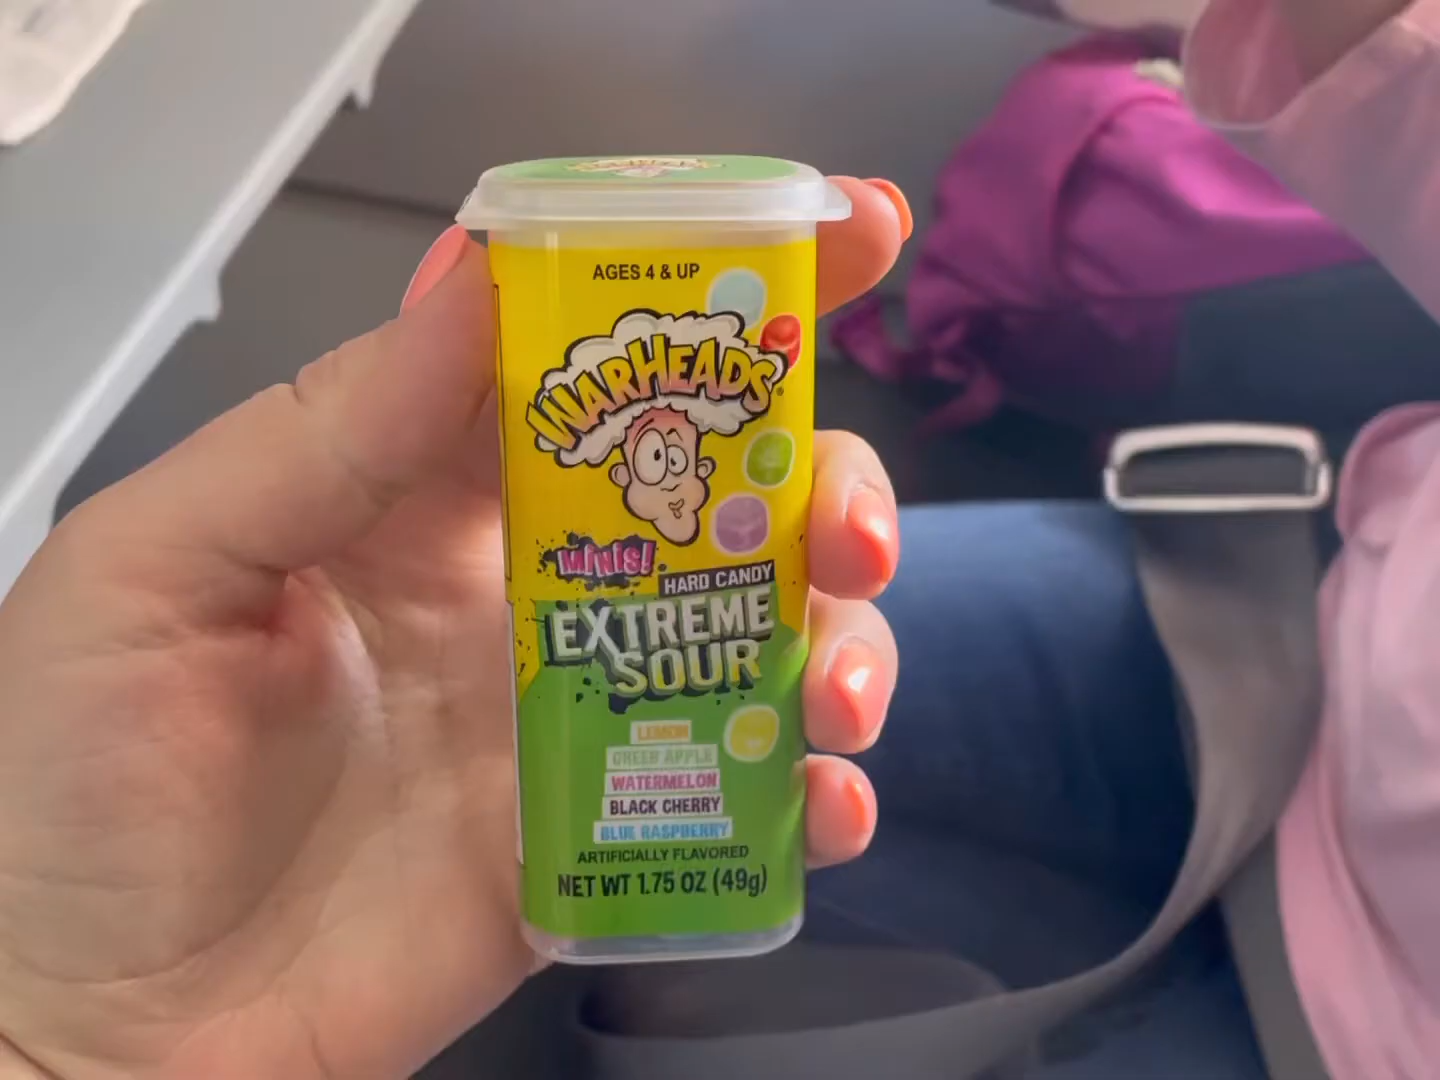 AGES 4 & UP
WARHEADS®
MINIS!
HARD CANDY
EXTREME
SOUR
LEMON
GREEN APPLE
WATERMELON
BLACK CHERRY
BLUE RASPBERRY
ARTIFICIALLY FLAVORED
NET WT 1.75 OZ (49g)